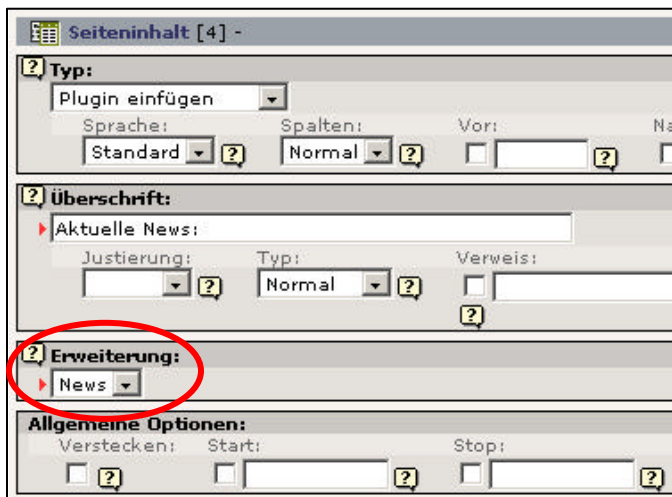 Seiteninhalt [4] -
Typ:
Plugin einfügen
Sprache: Spalten: Vor:
Standard Normal
Überschrift:
Aktuelle News:
Justierung: Typ: Verweis:
Normal
Erweiterung:
News
Allgemeine Optionen:
Verstecken: Start: Stop: